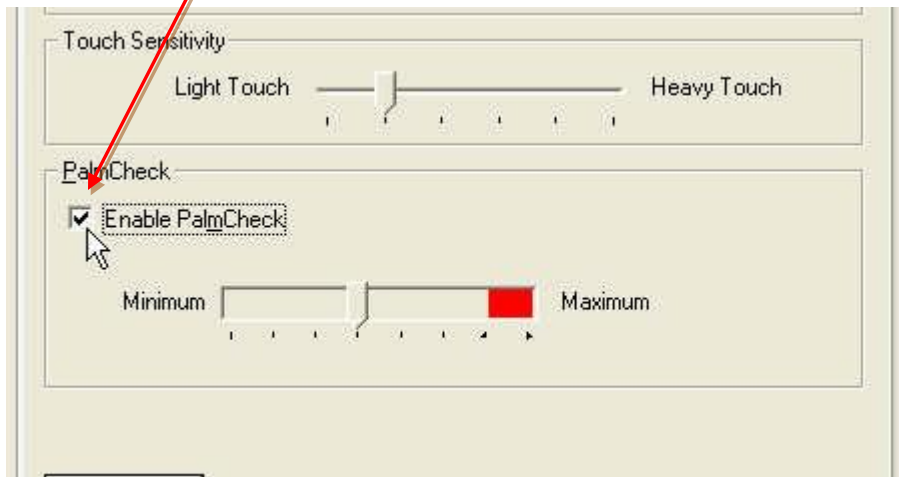 Touch Sensitivity
Light Touch Heavy Touch
PalmCheck
Enable PalmCheck
Minimum Maximum